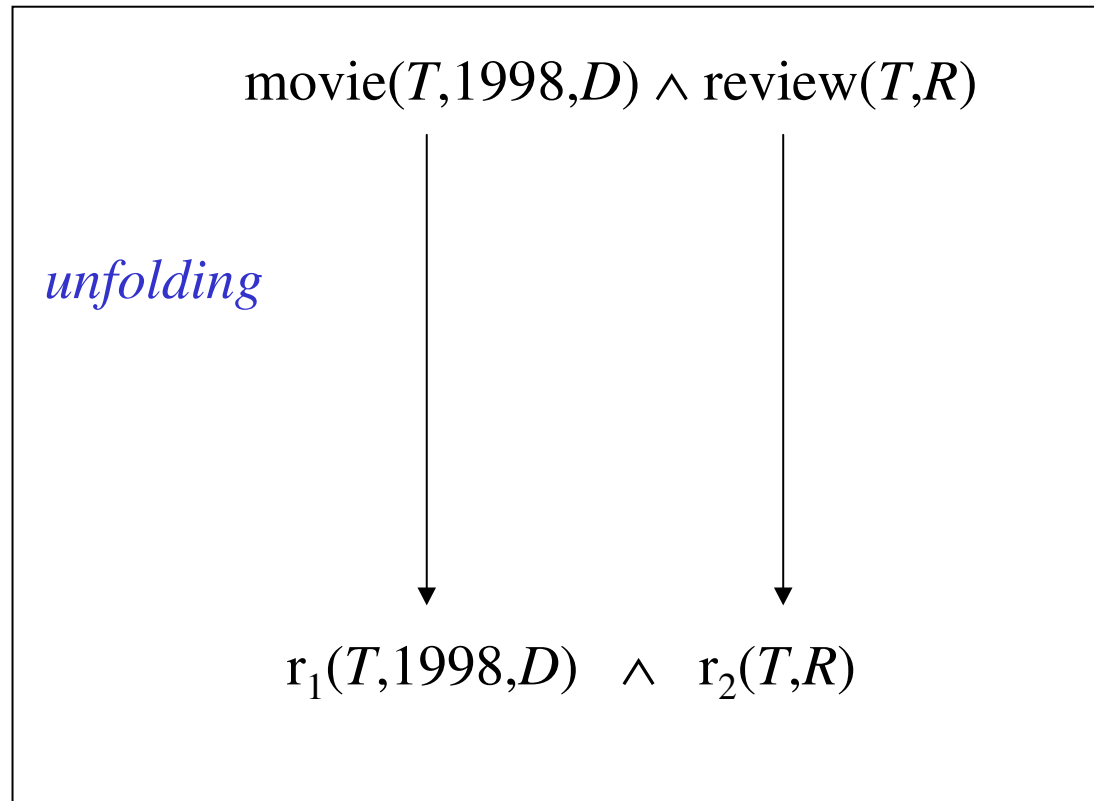 movie(T,1998,D) ∧ review(T,R)
unfolding
r₁(T,1998,D) ∧ r₂(T,R)